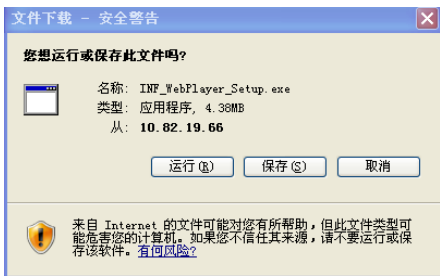 文件下载 - 安全警告
您想运行或保存此文件吗?
名称: INF_WebPlayer_Setup.exe
类型: 应用程序, 4.38MB
从: 10.82.19.66
运行(R) 保存(S) 取消
来自 Internet 的文件可能对您有所帮助,但此文件类型可
能危害您的计算机。如果您不信任其来源,请不要运行或保
存该软件。有何风险?